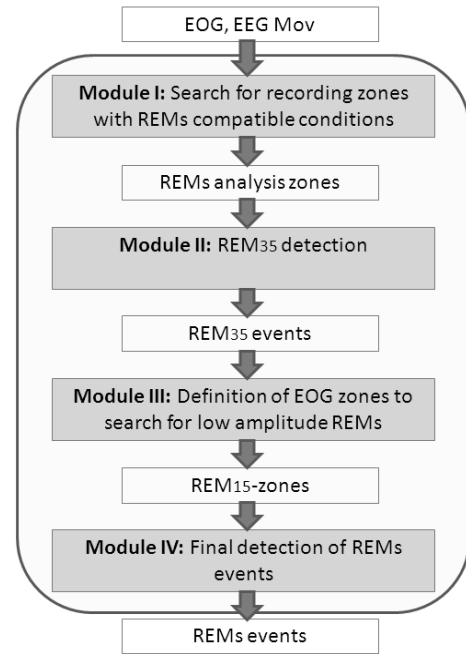 EOG, EEG Mov
Module I: Search for recording zones
with REMs compatible conditions
REMs analysis zones
Module II: REM35 detection
REM35 events
Module III: Definition of EOG zones to
search for low amplitude REMs
REM15-zones
Module IV: Final detection of REMs
events
REMs events